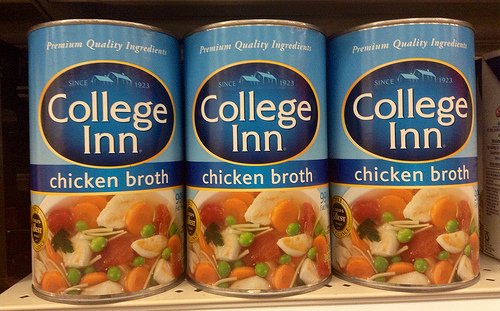 Premium Quality Ingredients
SINCE 1923
College
Inn
chicken broth
Premium Quality Ingredients
SINCE 1923
College
Inn
chicken broth
Premium Quality Ingredients
SINCE 1923
College
Inn
chicken broth